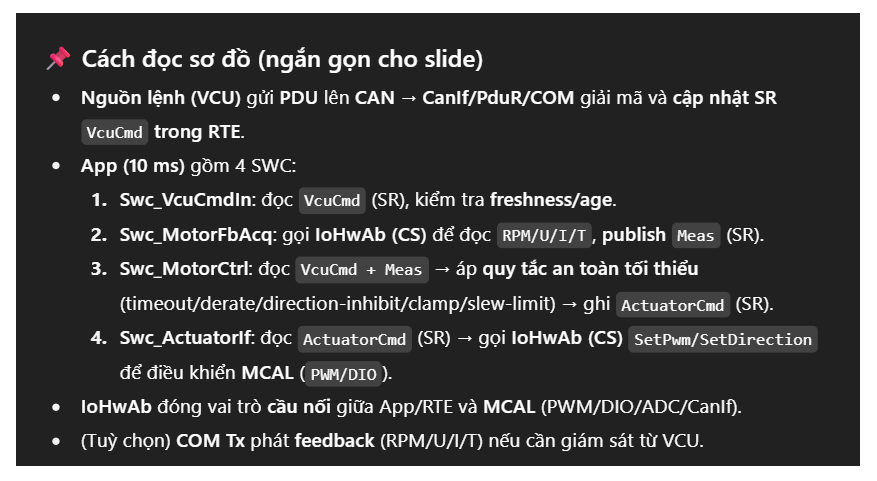 📌 Cách đọc sơ đồ (ngắn gọn cho slide)
• Nguồn lệnh (VCU) gửi PDU lên CAN → CanIf/PduR/COM giải mã và cập nhật SR
VcuCmd trong RTE.
• App (10 ms) gồm 4 SWC:
1. Swc_VcuCmdIn: đọc VcuCmd (SR), kiểm tra freshness/age.
2. Swc_MotorFbAcq: gọi IoHwAb (CS) để đọc RPM/U/I/T, publish Meas (SR).
3. Swc_MotorCtrl: đọc VcuCmd + Meas → áp quy tắc an toàn tối thiểu
(timeout/derate/direction-inhibit/clamp/slew-limit) → ghi ActuatorCmd (SR).
4. Swc_ActuatorIf: đọc ActuatorCmd (SR) → gọi IoHwAb (CS) SetPwm/SetDirection
để điều khiển MCAL (PWM/DIO).
• IoHwAb đóng vai trò cầu nối giữa App/RTE và MCAL (PWM/DIO/ADC/CanIf).
• (Tuỳ chọn) COM Tx phát feedback (RPM/U/I/T) nếu cần giám sát từ VCU.